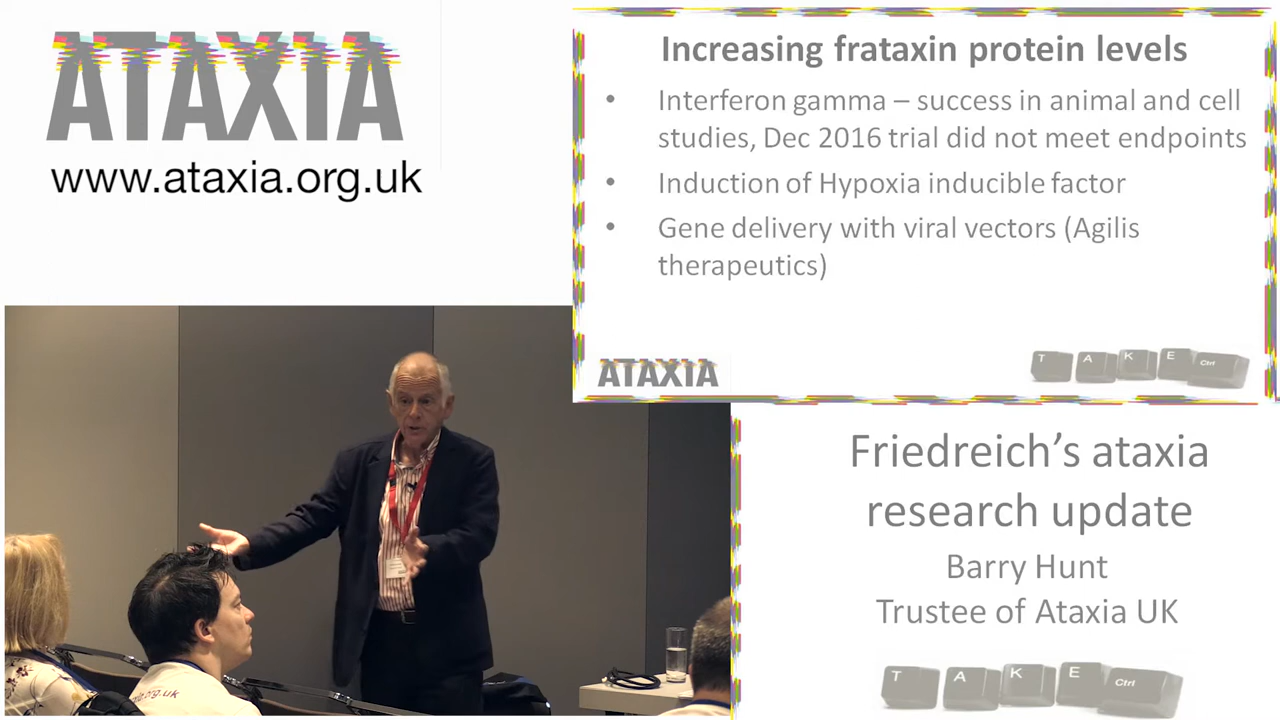 ATAXIA
www.ataxia.org.uk
Increasing frataxin protein levels
• Interferon gamma – success in animal and cell
studies, Dec 2016 trial did not meet endpoints
• Induction of Hypoxia inducible factor
• Gene delivery with viral vectors (Agilis
therapeutics)
ATAXIA
T A K E Ctrl
Friedreich’s ataxia
research update
Barry Hunt
Trustee of Ataxia UK
T A K E Ctrl
.org.uk